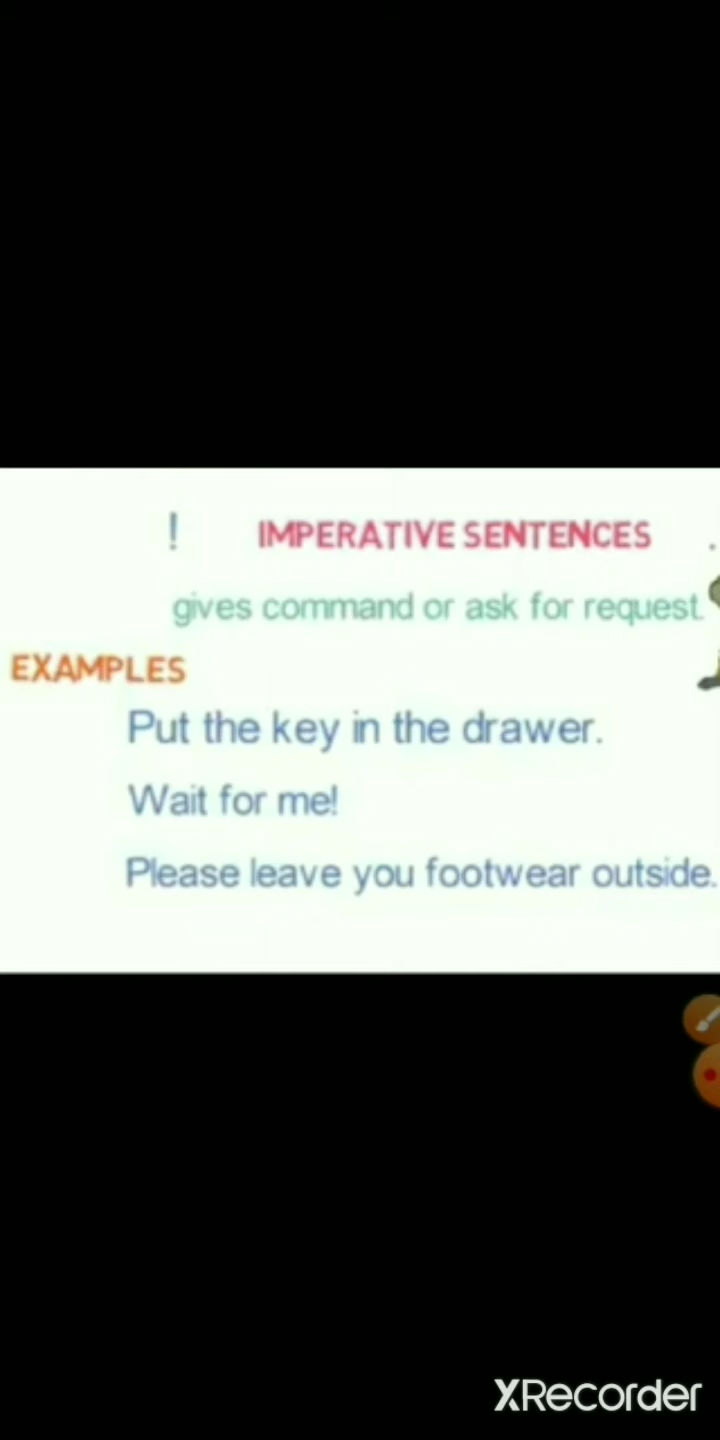 ! IMPERATIVE SENTENCES .
gives command or ask for request.
EXAMPLES
Put the key in the drawer.
Wait for me!
Please leave you footwear outside.
XRecorder